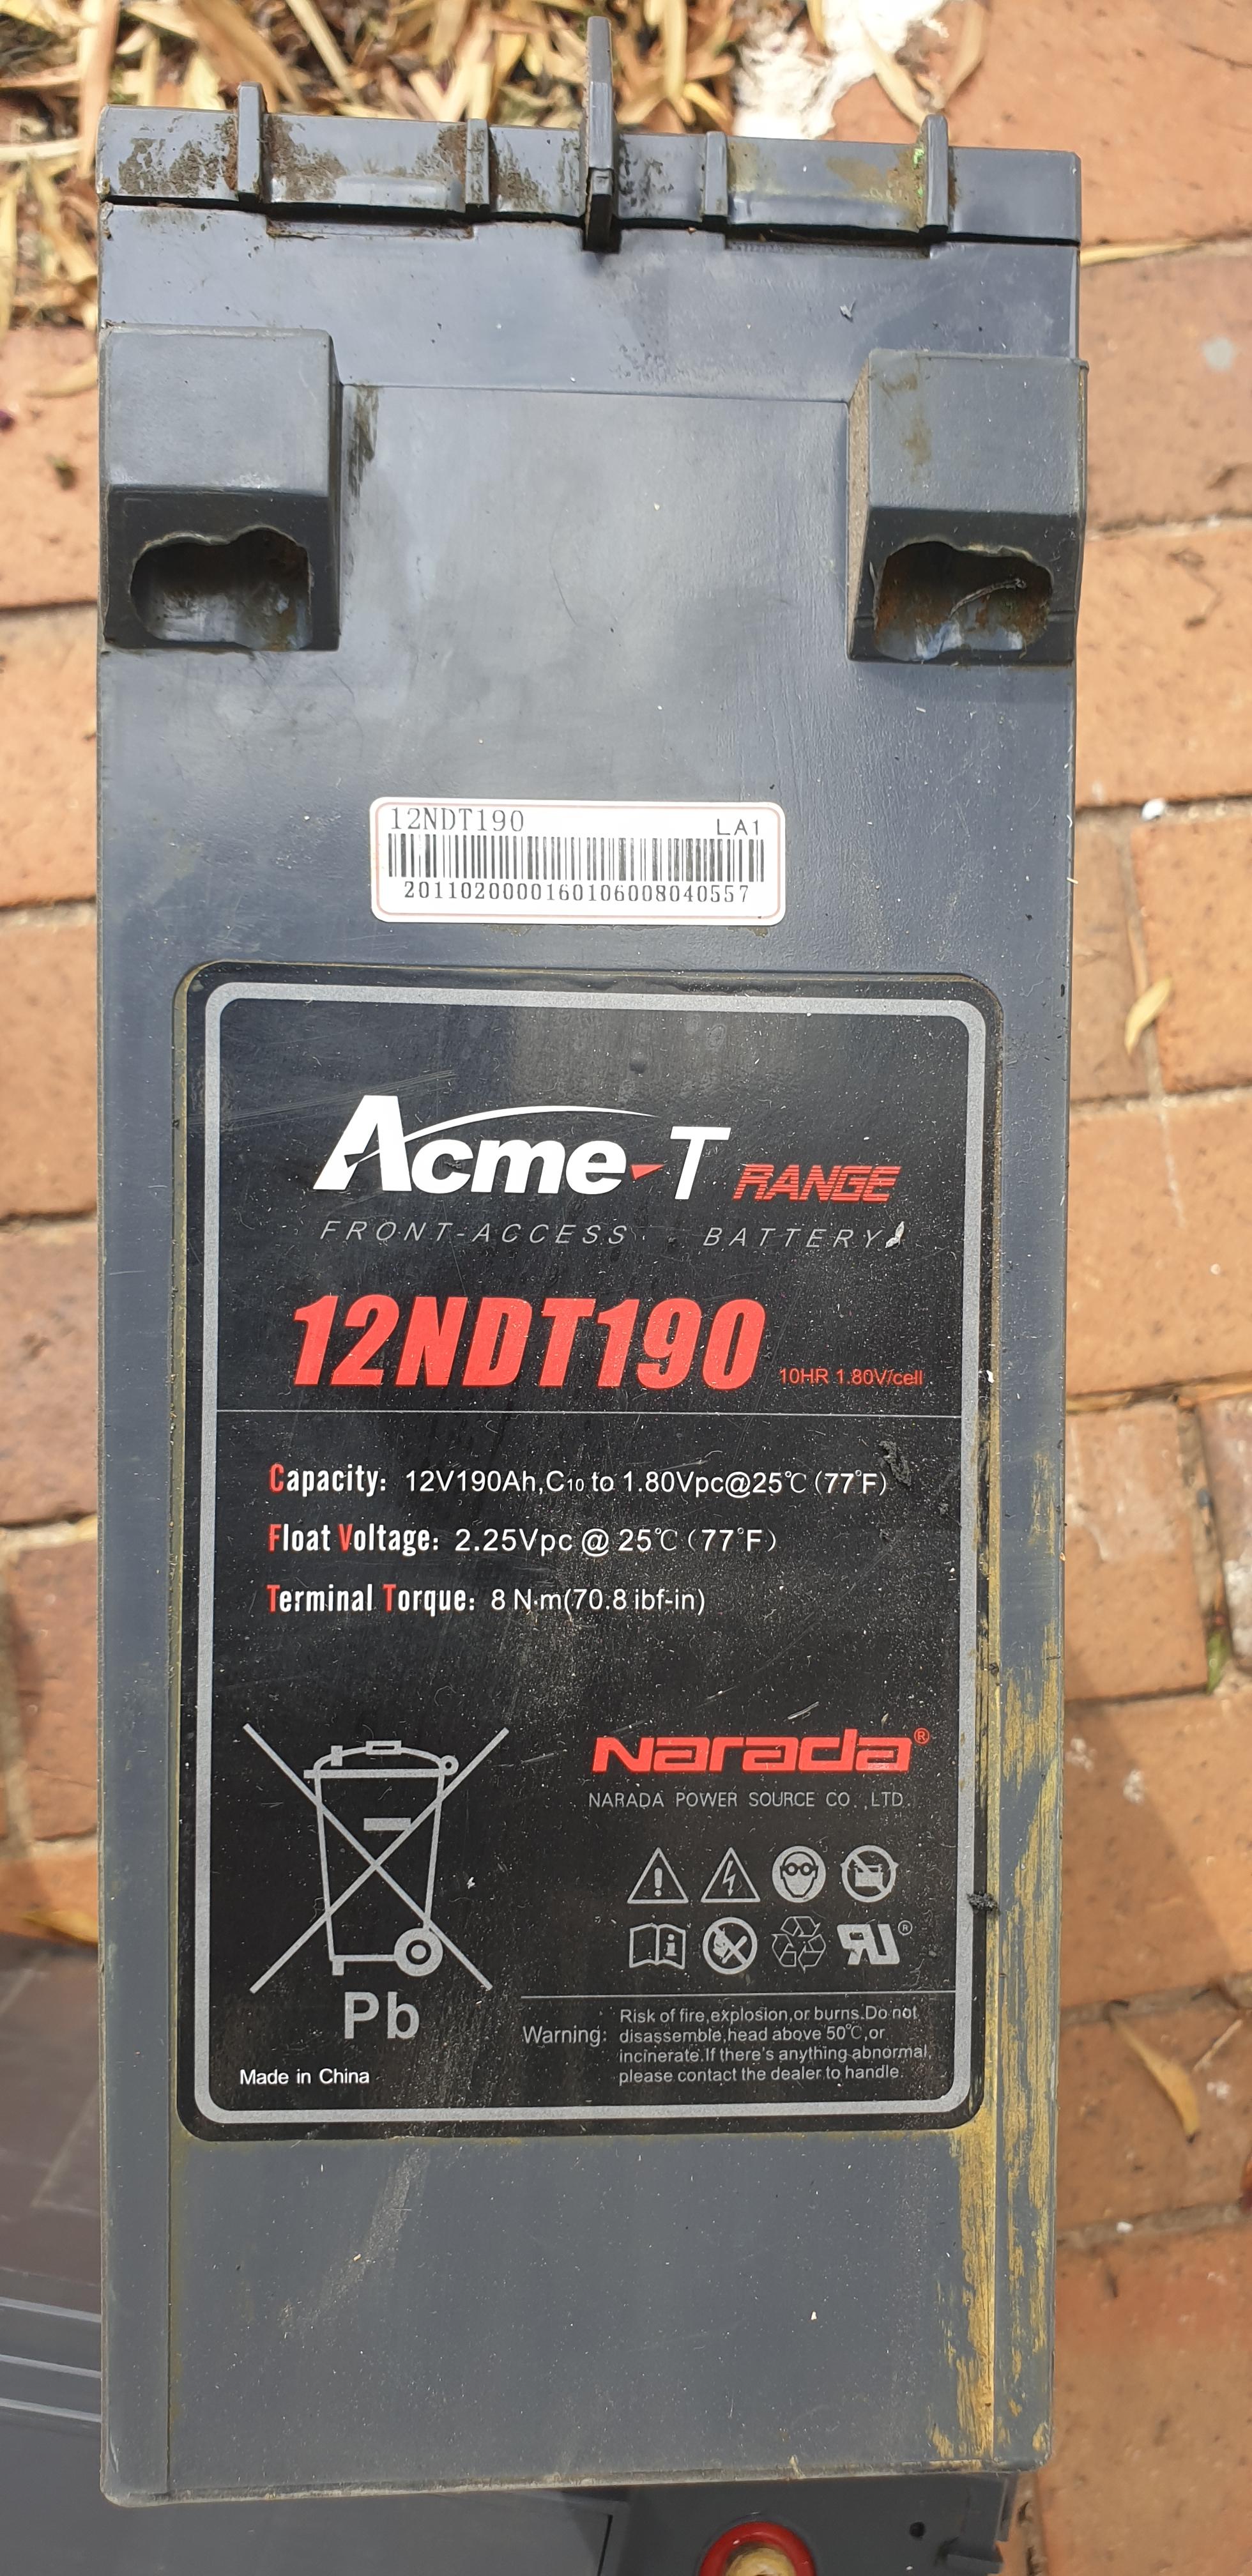 12NDT190 LA1
2011020000160106008040557
Acme-T RANGE
FRONT-ACCESS BATTERY
12NDT190 10HR 1.80V/cell
Capacity: 12V190Ah,C10 to 1.80Vpc@25℃(77°F)
Float Voltage: 2.25Vpc @ 25℃(77°F)
Terminal Torque: 8 N·m(70.8 ibf-in)
Narada®
NARADA POWER SOURCE CO.,LTD.
Pb
Made in China
Warning: Risk of fire,explosion,or burns.Do not
disassemble,head above 50℃,or
incinerate.If there's anything abnormal,
please contact the dealer to handle.